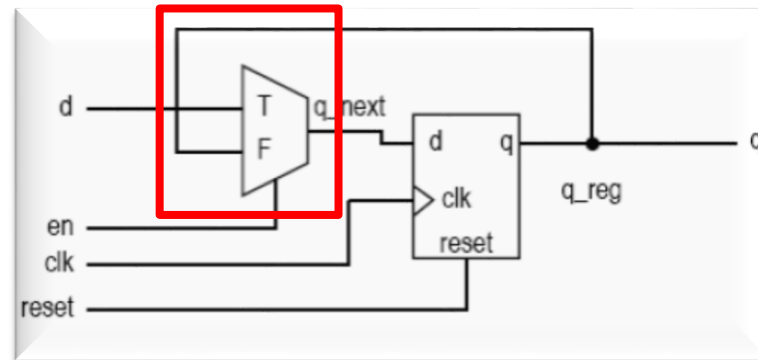 d
T
q_next
F
d
q
clk
q_reg
en
reset
clk
reset